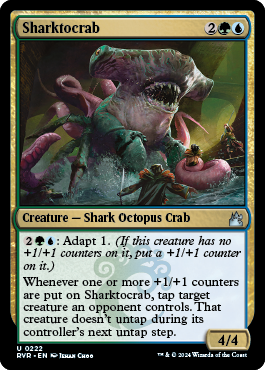 Sharktocrab 2
Creature — Shark Octopus Crab
2: Adapt 1. (If this creature has no
+1/+1 counters on it, put a +1/+1 counter
on it.)
Whenever one or more +1/+1 counters
are put on Sharktocrab, tap target
creature an opponent controls. That
creature doesn't untap during its
controller's next untap step.
4/4
U 0222
RVR • EN Jehan Choo ™ & © 2024 Wizards of the Coast